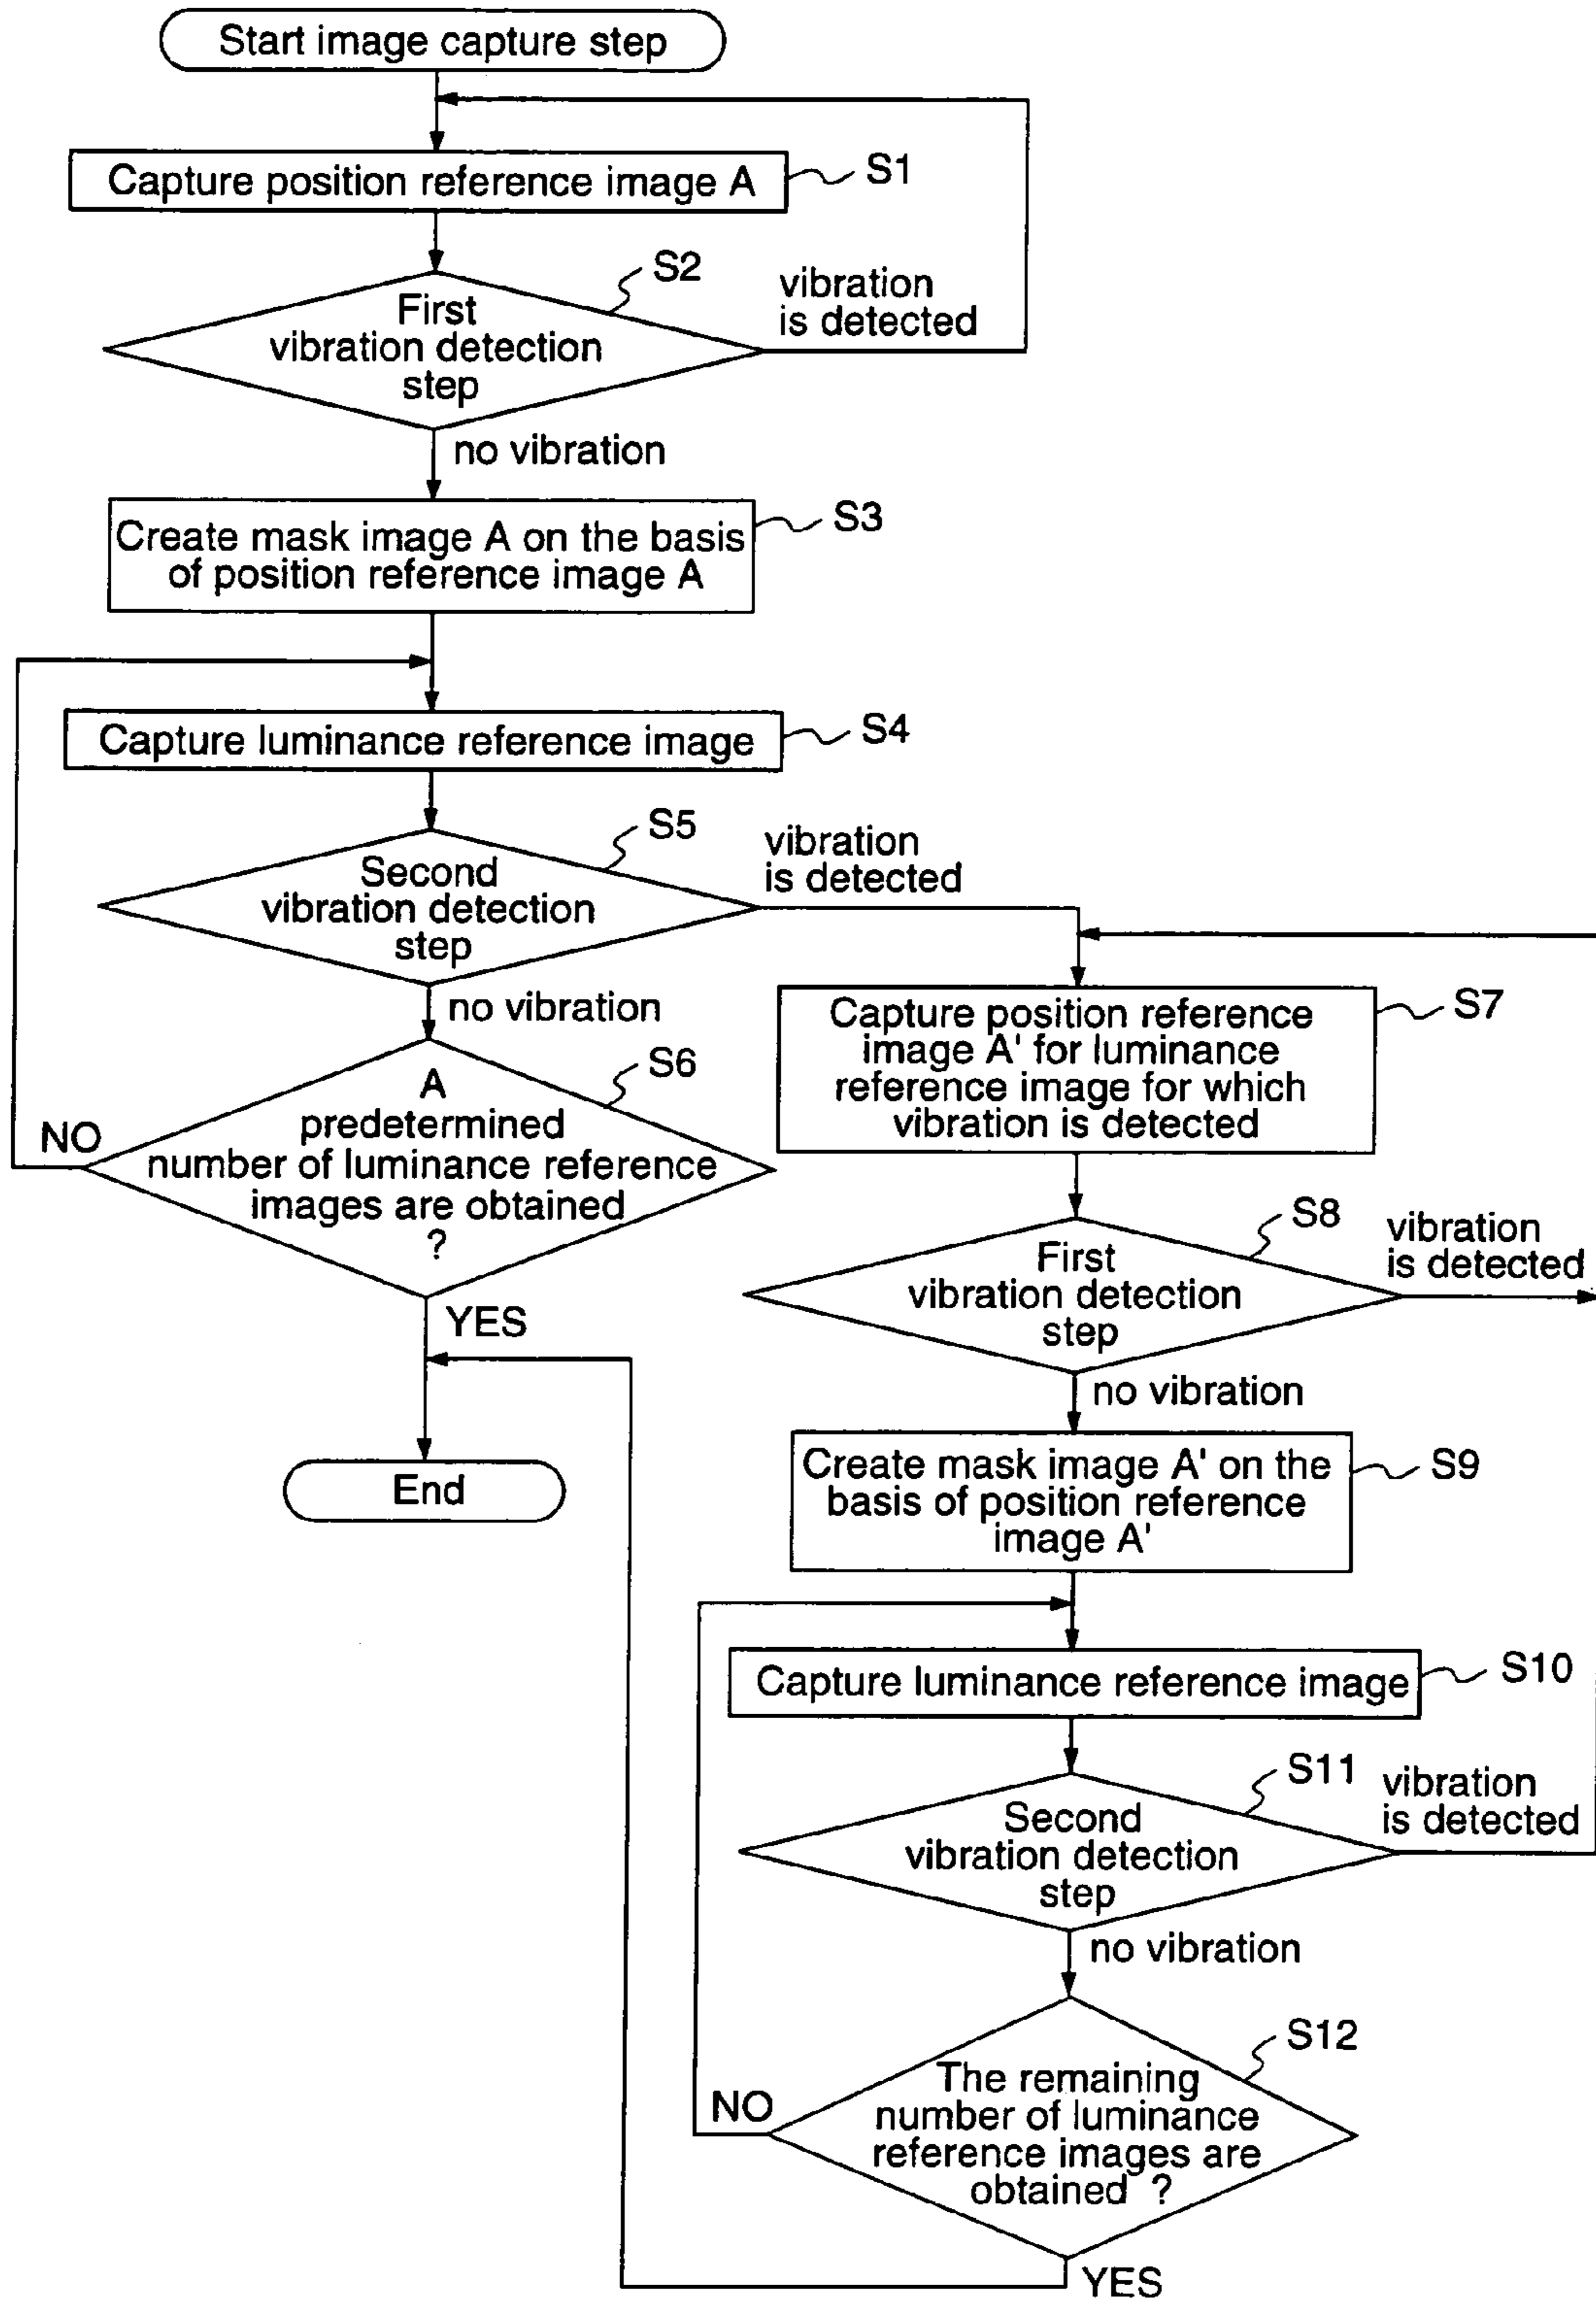 Start image capture step
Capture position reference image A
S1
S2
First
vibration detection
step
vibration
is detected
no vibration
Create mask image A on the basis
of position reference image A
S3
Capture luminance reference image
S4
S5
Second
vibration detection
step
vibration
is detected
no vibration
S6
A
predetermined
number of luminance reference
images are obtained
?
NO
YES
End
Capture position reference
image A' for luminance
reference image for which
vibration is detected
S7
S8
First
vibration detection
step
vibration
is detected
no vibration
Create mask image A' on the
basis of position reference
image A'
S9
Capture luminance reference image
S10
S11
Second
vibration detection
step
vibration
is detected
no vibration
S12
The remaining
number of luminance
reference images are
obtained ?
NO
YES